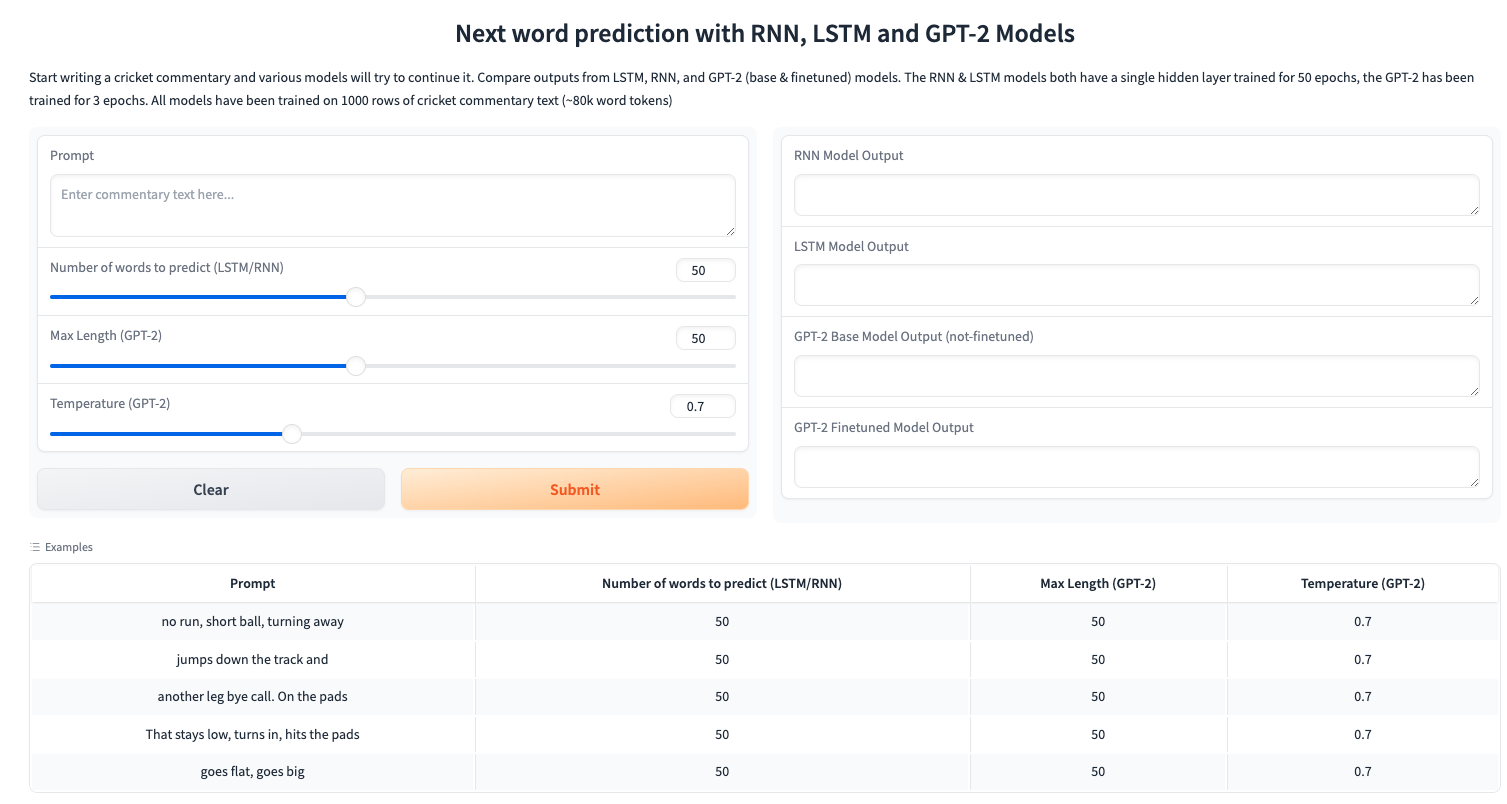 Next word prediction with RNN, LSTM and GPT-2 Models
Start writing a cricket commentary and various models will try to continue it. Compare outputs from LSTM, RNN, and GPT-2 (base & finetuned) models. The RNN & LSTM models both have a single hidden layer trained for 50 epochs, the GPT-2 has been
trained for 3 epochs. All models have been trained on 1000 rows of cricket commentary text (~80k word tokens)
Prompt
Enter commentary text here...
Number of words to predict (LSTM/RNN)
50
Max Length (GPT-2)
50
Temperature (GPT-2)
0.7
Clear
Submit
RNN Model Output
LSTM Model Output
GPT-2 Base Model Output (not-finetuned)
GPT-2 Finetuned Model Output
Examples
Prompt Number of words to predict (LSTM/RNN) Max Length (GPT-2) Temperature (GPT-2)
no run, short ball, turning away 50 50 0.7
jumps down the track and 50 50 0.7
another leg bye call. On the pads 50 50 0.7
That stays low, turns in, hits the pads 50 50 0.7
goes flat, goes big 50 50 0.7